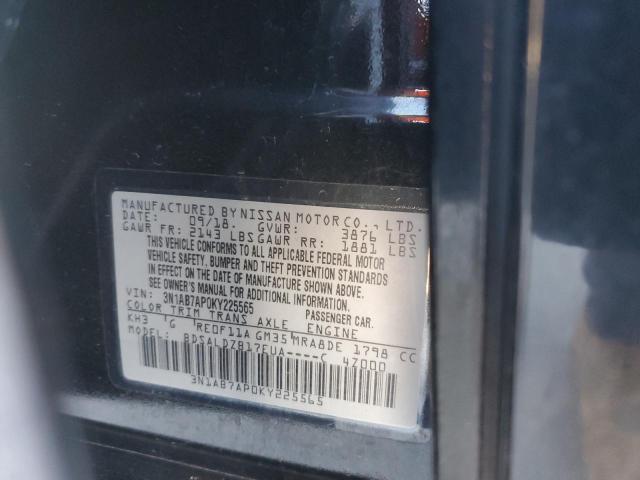 MANUFACTURED BY NISSAN MOTOR CO., LTD.
DATE: 09/18 GVWR: 3876 LBS
GAWR FR: 2143 LBS GAWR RR: 1881 LBS
THIS VEHICLE CONFORMS TO ALL APPLICABLE FEDERAL MOTOR
VEHICLE SAFETY, BUMPER AND THEFT PREVENTION STANDARDS
IN EFFECT ON THE DATE OF MANUFACTURE SHOWN ABOVE.
SEE OWNER'S MANUAL FOR ADDITIONAL INFORMATION.
VIN: 3N1AB7AP0KY225565 PASSENGER CAR.
COLOR TRIM TRANS AXLE ENGINE
KH3 G RE0F11A GM35 MRA8DE 1798 CC
MODEL: BDSALDZB17EUA----C 4Z000
3N1AB7AP0KY225565